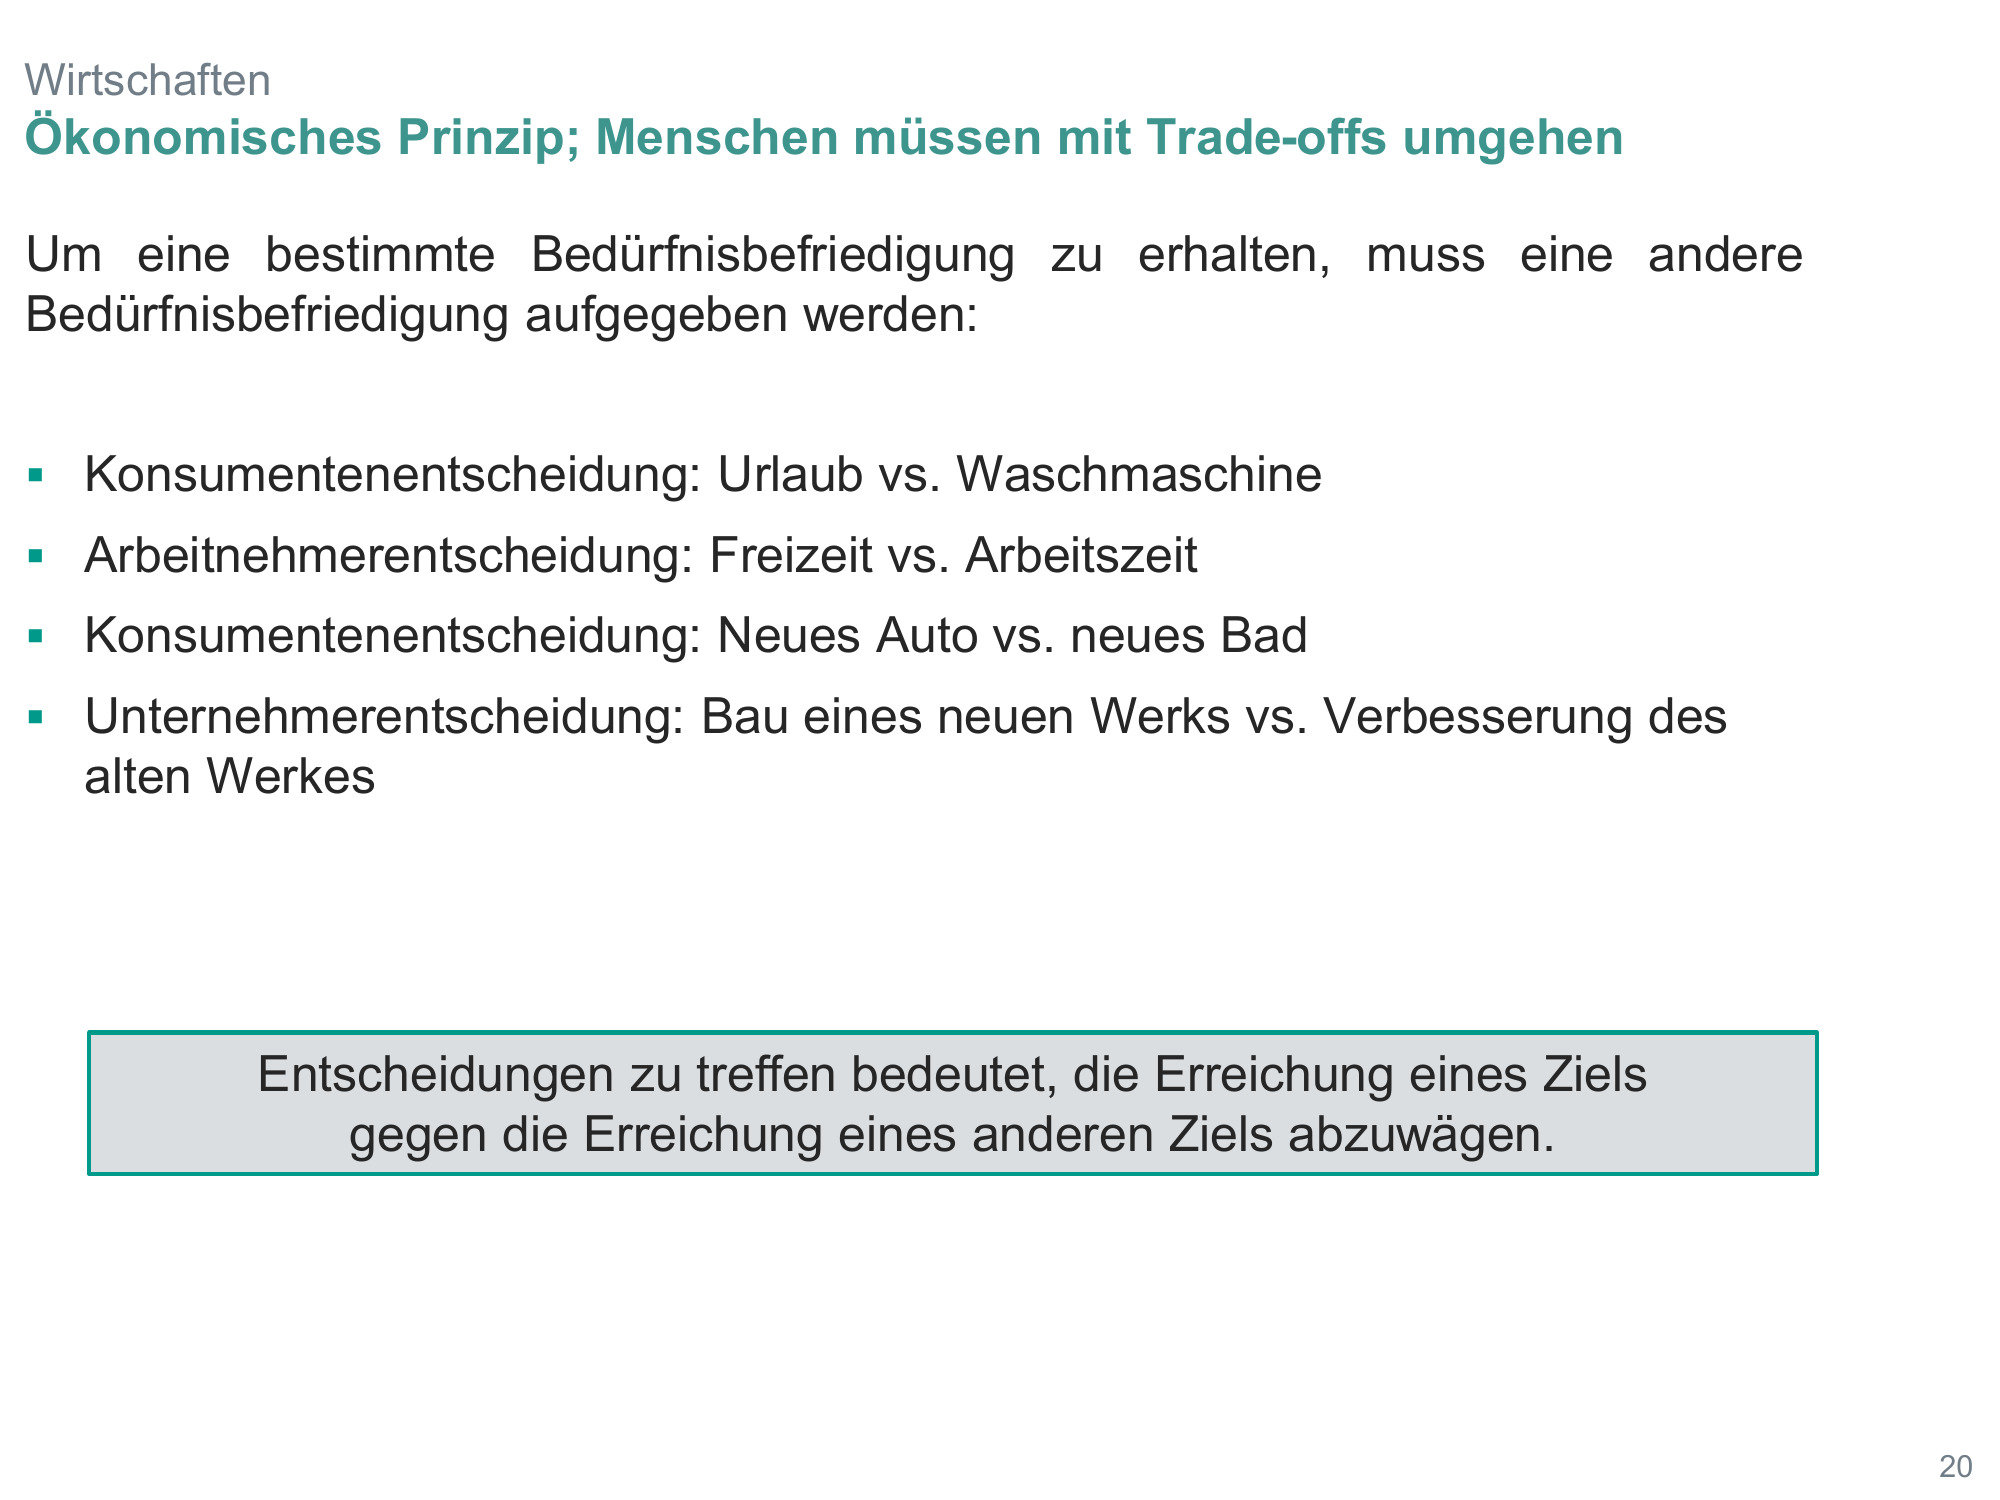 Wirtschaften
Ökonomisches Prinzip; Menschen müssen mit Trade-offs umgehen
Um eine bestimmte Bedürfnisbefriedigung zu erhalten, muss eine andere
Bedürfnisbefriedigung aufgegeben werden:
▪ Konsumentenentscheidung: Urlaub vs. Waschmaschine
▪ Arbeitnehmerentscheidung: Freizeit vs. Arbeitszeit
▪ Konsumentenentscheidung: Neues Auto vs. neues Bad
▪ Unternehmerentscheidung: Bau eines neuen Werks vs. Verbesserung des
alten Werkes
Entscheidungen zu treffen bedeutet, die Erreichung eines Ziels
gegen die Erreichung eines anderen Ziels abzuwägen.
20